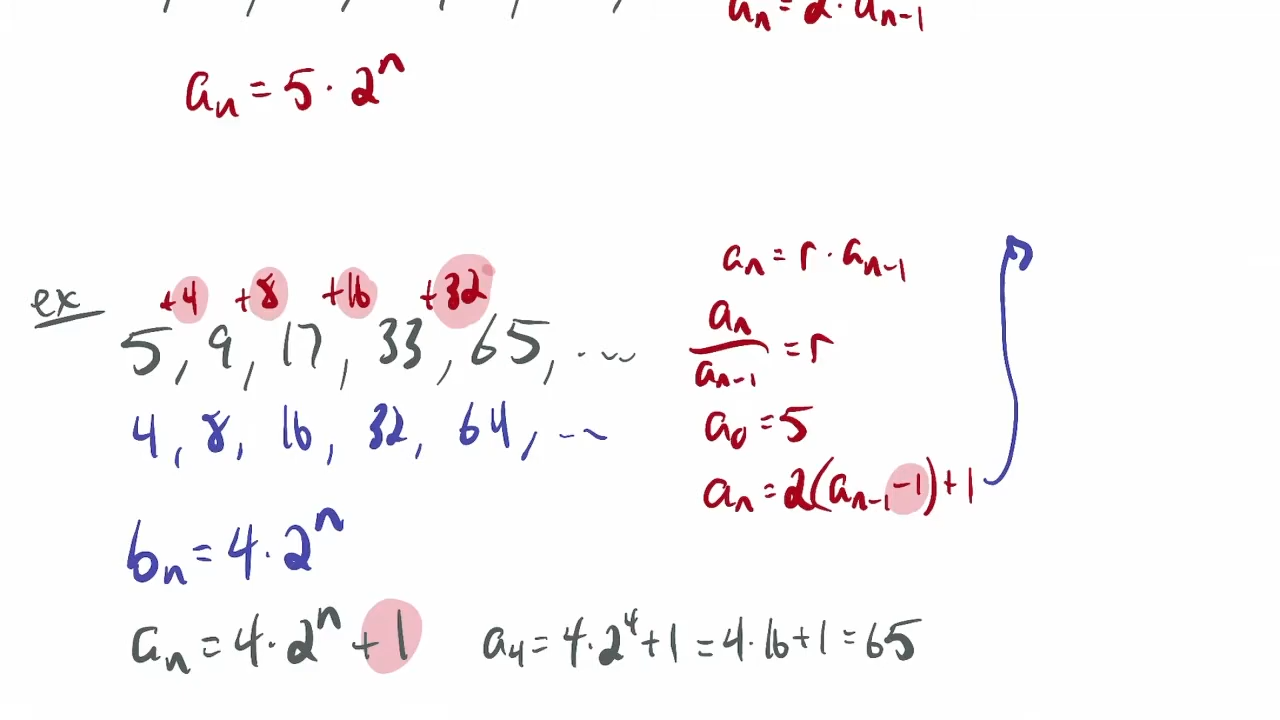 aₙ = 2 · aₙ₋₁
aₙ = 5 · 2ⁿ
ex
+4 +8 +16 +32
5, 9, 17, 33, 65, ...
4, 8, 16, 32, 64, ...
bₙ = 4 · 2ⁿ
aₙ = 4 · 2ⁿ + 1
a₄ = 4 · 2⁴ + 1 = 4 · 16 + 1 = 65
aₙ = r · aₙ₋₁
aₙ / aₙ₋₁ = r
a₀ = 5
aₙ = 2(aₙ₋₁ - 1) + 1